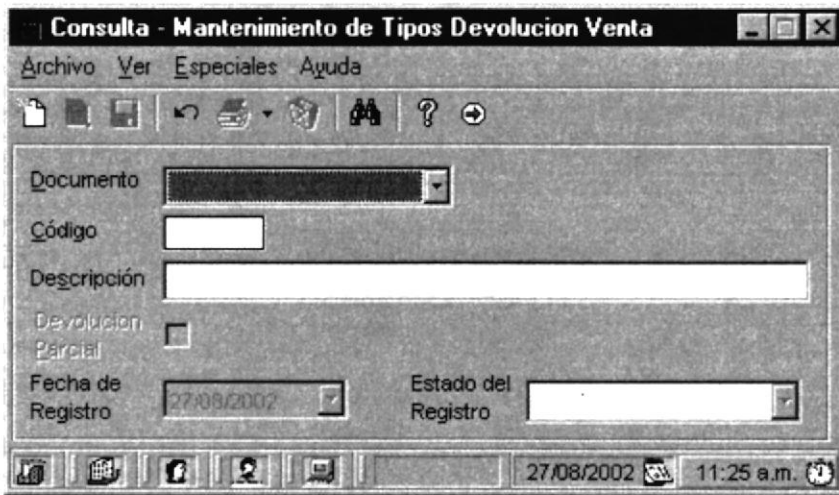 Consulta - Mantenimiento de Tipos Devolucion Venta
Archivo Ver Especiales Ayuda
Documento
Código
Descripción
Devolucion
Parcial
Fecha de
Registro
27/08/2002
Estado del
Registro
27/08/2002
11:25 a.m.